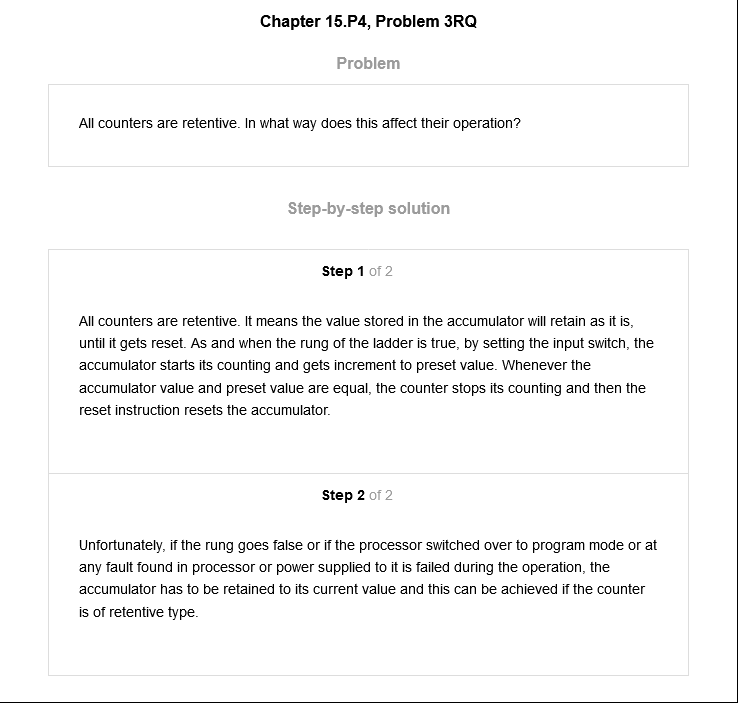 Chapter 15.P4, Problem 3RQ
Problem
All counters are retentive. In what way does this affect their operation?
Step-by-step solution
Step 1 of 2
All counters are retentive. It means the value stored in the accumulator will retain as it is,
until it gets reset. As and when the rung of the ladder is true, by setting the input switch, the
accumulator starts its counting and gets increment to preset value. Whenever the
accumulator value and preset value are equal, the counter stops its counting and then the
reset instruction resets the accumulator.
Step 2 of 2
Unfortunately, if the rung goes false or if the processor switched over to program mode or at
any fault found in processor or power supplied to it is failed during the operation, the
accumulator has to be retained to its current value and this can be achieved if the counter
is of retentive type.